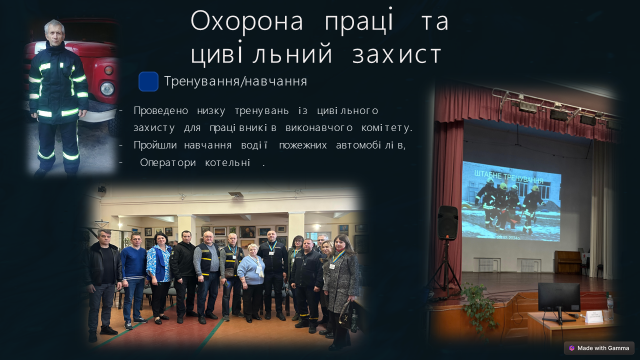 Охорона праці та
цивільний захист
Тренування/навчання
- Проведено низку тренувань із цивільного
захисту для працівників виконавчого комітету.
- Пройшли навчання водії пожежних автомобілів,
- Оператори котельні .
ШТАБНЕ ТРЕНУВАННЯ
Made with Gamma